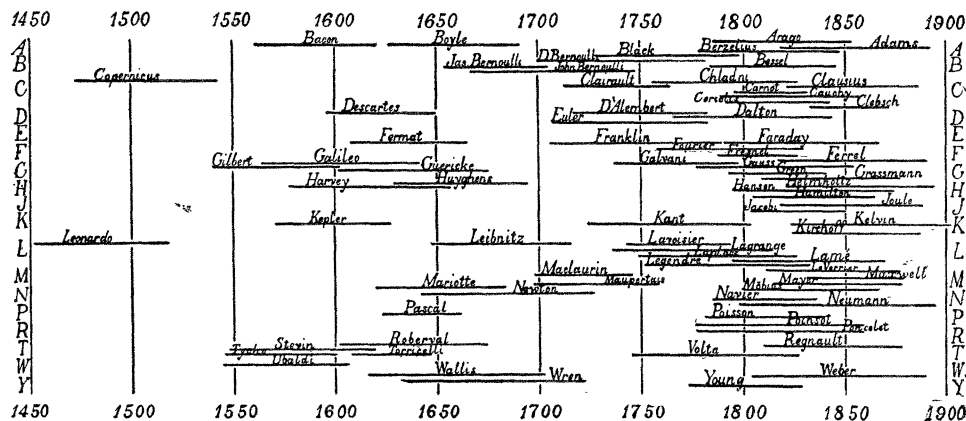 1450 1500 1550 1600 1650 1700 1750 1800 1850 1900
Arago
A Bacon Boyle Berzelius Adams A
D.Bernoulli Black
B Jas.Bernoulli John Bernoulli Bessel B
Copernicus Clairault Chladni Clausius
C Carnot Cauchy C
Coriolis Clebsch
D Descartes D'Alembert Dalton D
Euler
E Fermat Franklin Faraday E
F Fourier Fresnel F
Gilbert Galileo Guericke Galvani Gauss Ferrel
G Green Grassmann G
H Harvey Huyghens Hansen Helmholtz H
Hamilton
J Jacobi Joule J
K Kepler Kant Kelvin K
Kirchoff
L Leonardo Leibnitz Lavoisier Lagrange L
Laplace Lamé
Legendre LeVerrier
M Maclaurin Maupertuis Mayer Maxwell M
Mariotte Möbius
N Newton Navier Neumann N
P Pascal Poisson Poinsot P
Poncelet
R Roberval Regnault R
T Tycho Stevin Torricelli Volta T
Ubaldi
W Wallis Wren Weber W
Y Young Y
1450 1500 1550 1600 1650 1700 1750 1800 1850 1900